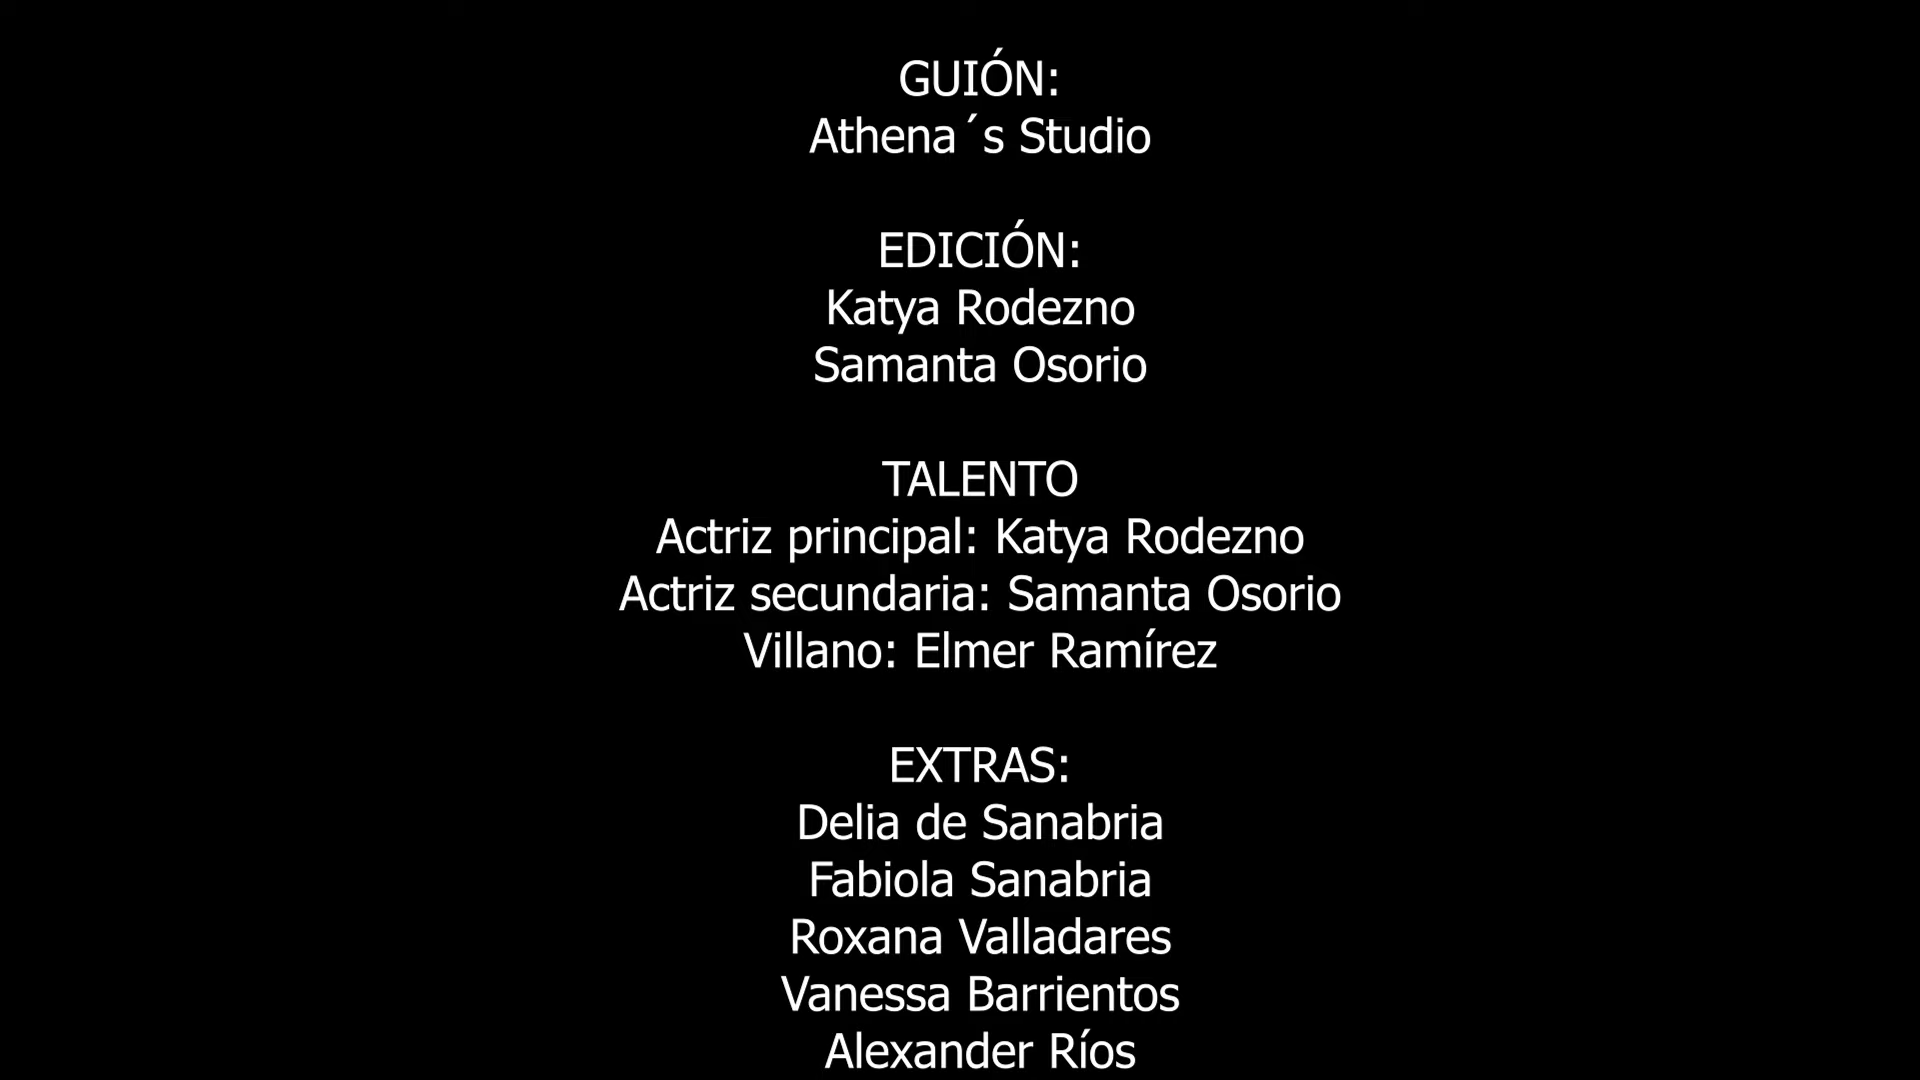 GUIÓN:
Athena´s Studio
EDICIÓN:
Katya Rodezno
Samanta Osorio
TALENTO
Actriz principal: Katya Rodezno
Actriz secundaria: Samanta Osorio
Villano: Elmer Ramírez
EXTRAS:
Delia de Sanabria
Fabiola Sanabria
Roxana Valladares
Vanessa Barrientos
Alexander Ríos